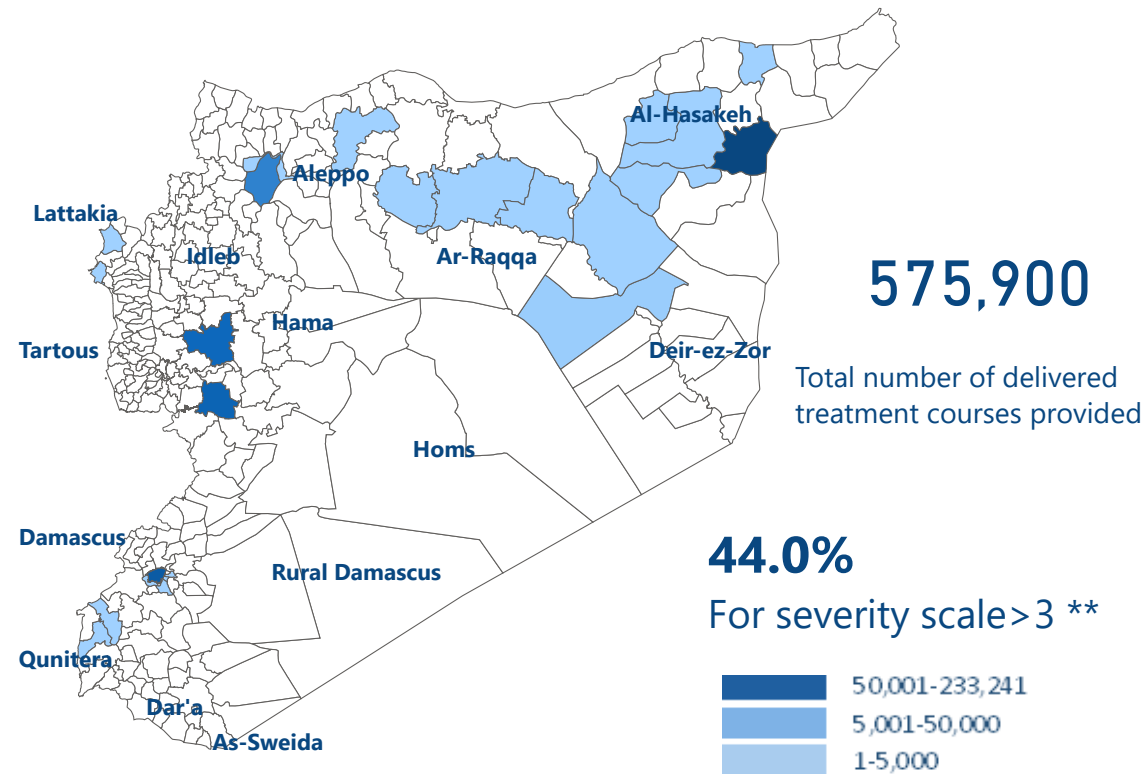 Al-Hasakeh
Aleppo
Lattakia
Idleb
Ar-Raqqa
575,900
Hama
Tartous
Deir-ez-Zor
Total number of delivered
treatment courses provided
Homs
Damascus
44.0%
Rural Damascus
For severity scale>3 **
Qunitera
50,001-233,241
Dar'a
5,001-50,000
As-Sweida
1-5,000